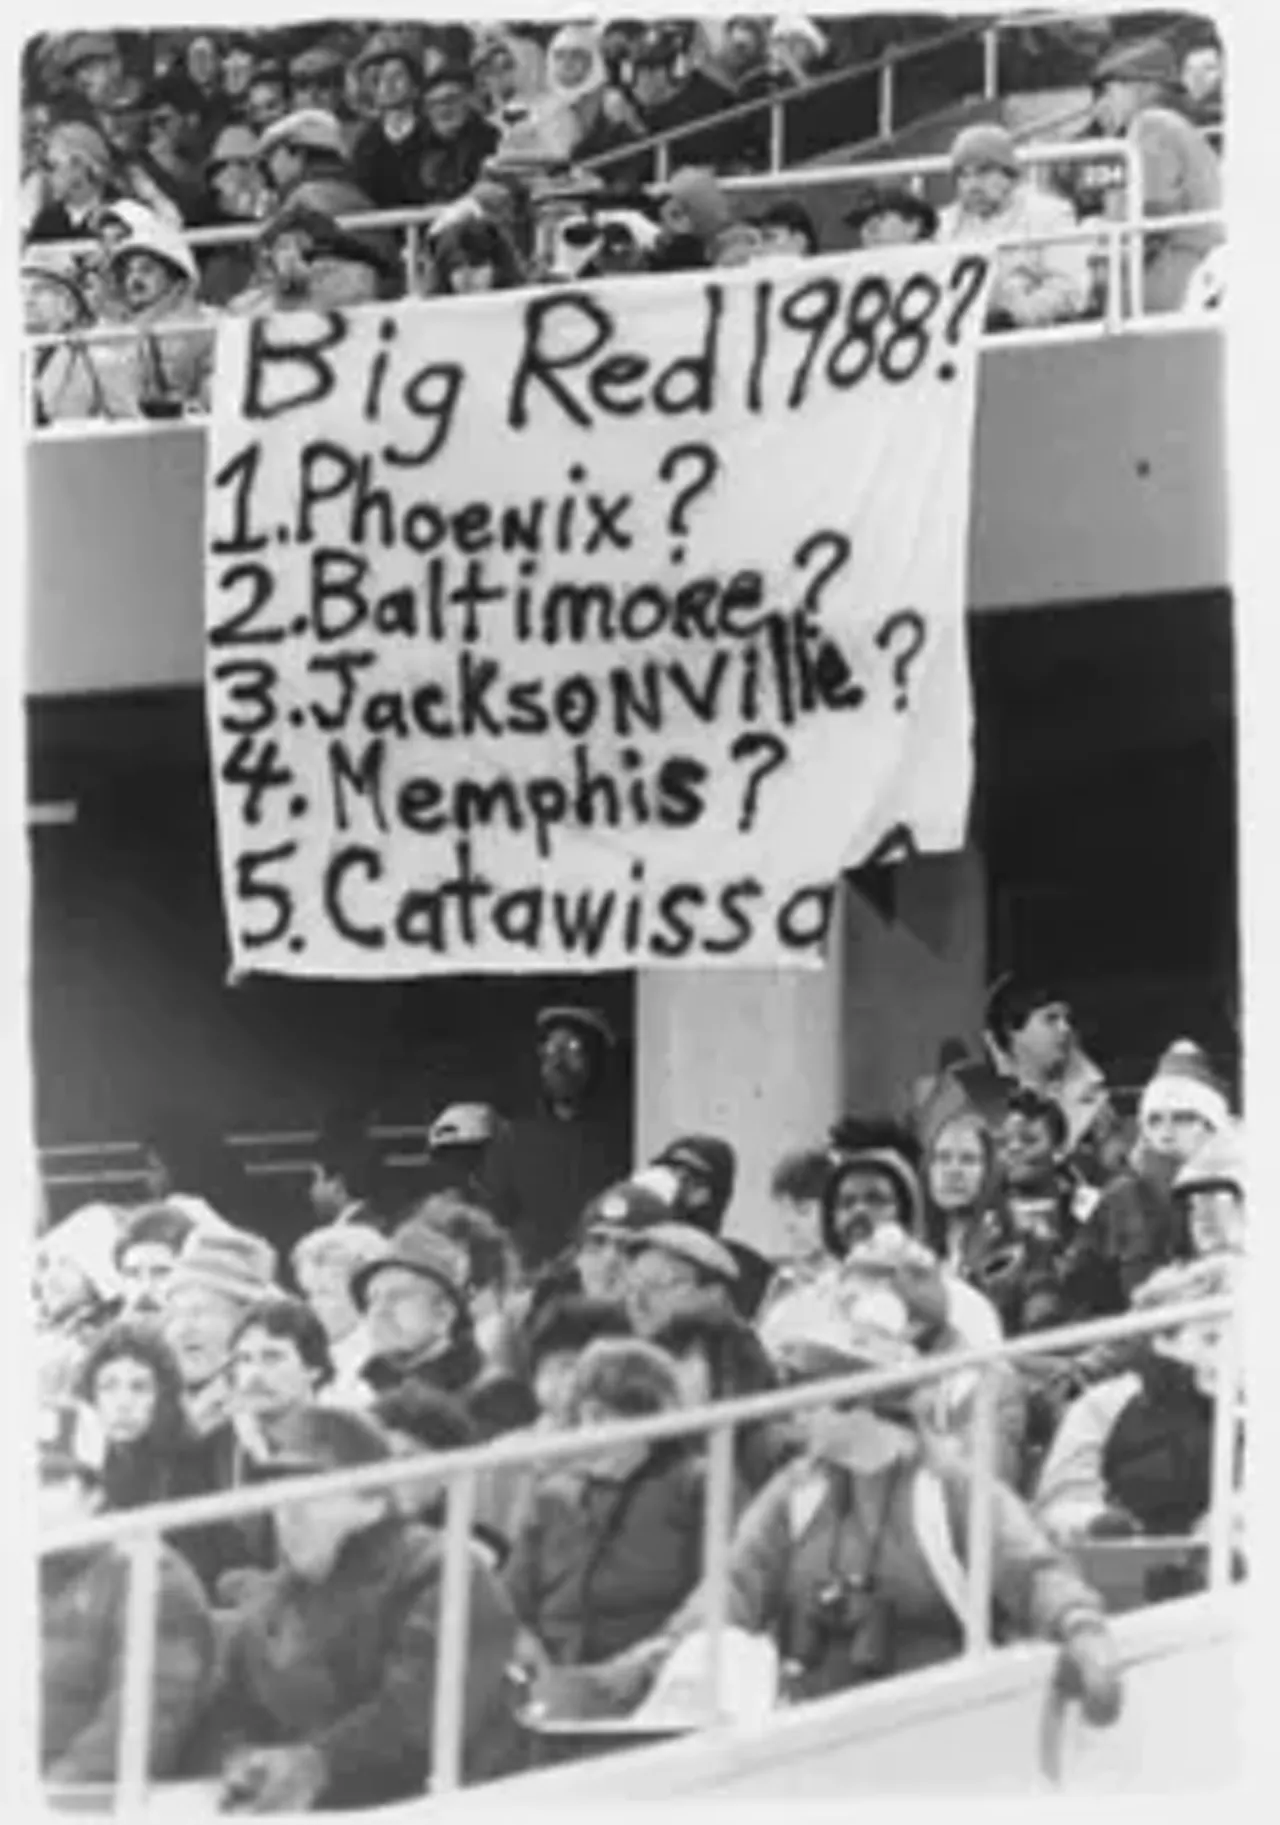 Big Red 1988?
1. Phoenix?
2. Baltimore?
3. Jacksonville?
4. Memphis?
5. Catawissa